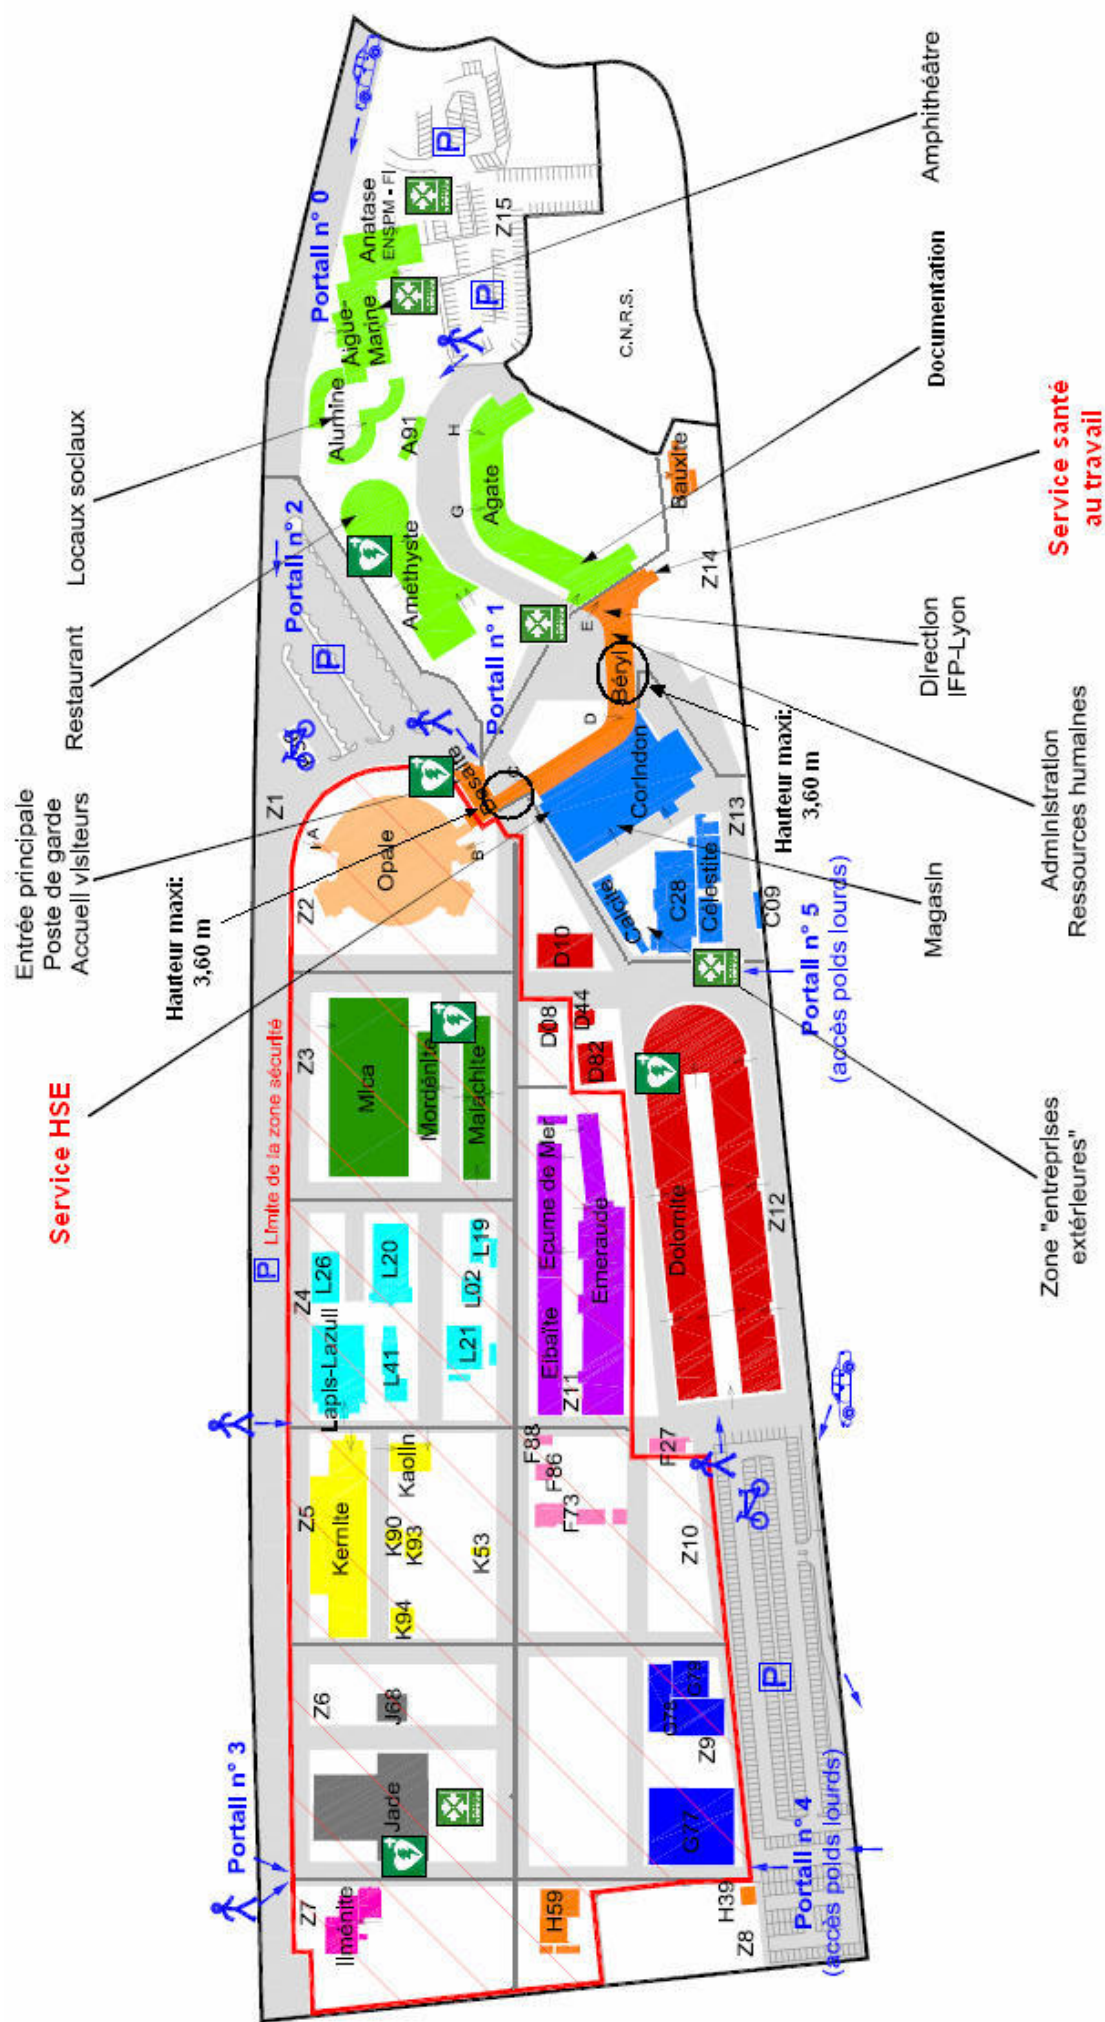 Entrée principale
Poste de garde
Accueil visiteurs
Service HSE
Restaurant
Locaux sociaux
Hauteur maxi:
3,60 m
Portail n° 3
P
Limite de la zone sécurité
Z1
Portail n° 2
P
Portail n° 0
Z7
Z6
Z5
Z4
Z3
Z2
A
Ilménite
Jade
J68
Kernite
K94
K90
K93
Kaolin
K53
Lapis-Lazuli
L26
L41
L20
L21
L02
L19
Mica
Mordénite
Malachite
Opale
B
Basalte
C
Portail n° 1
Améthyste
A91
Alumine
Aigue-
Marine
Anatase
ENSPM - FI
P
P
Z15
G
H
Agate
H59
F73
F86
F88
Elbaïte
Ecume de Mer
Z11
Emeraude
D08
D44
D82
D10
D
E
Béryl
C.N.R.S.
Bauxite
Z14
Corindon
Calcite
C28
Célestite
C09
Z13
H39
Z8
G77
G78
G79
Z9
Z10
F27
Dolomite
Z12
P
Portail n° 4
(accès poids lourds)
Portail n° 5
(accès poids lourds)
Hauteur maxi:
3,60 m
Magasin
Direction
IFP-Lyon
Documentation
Amphithéâtre
Zone "entreprises
extérieures"
Administration
Ressources humaines
Service santé
au travail